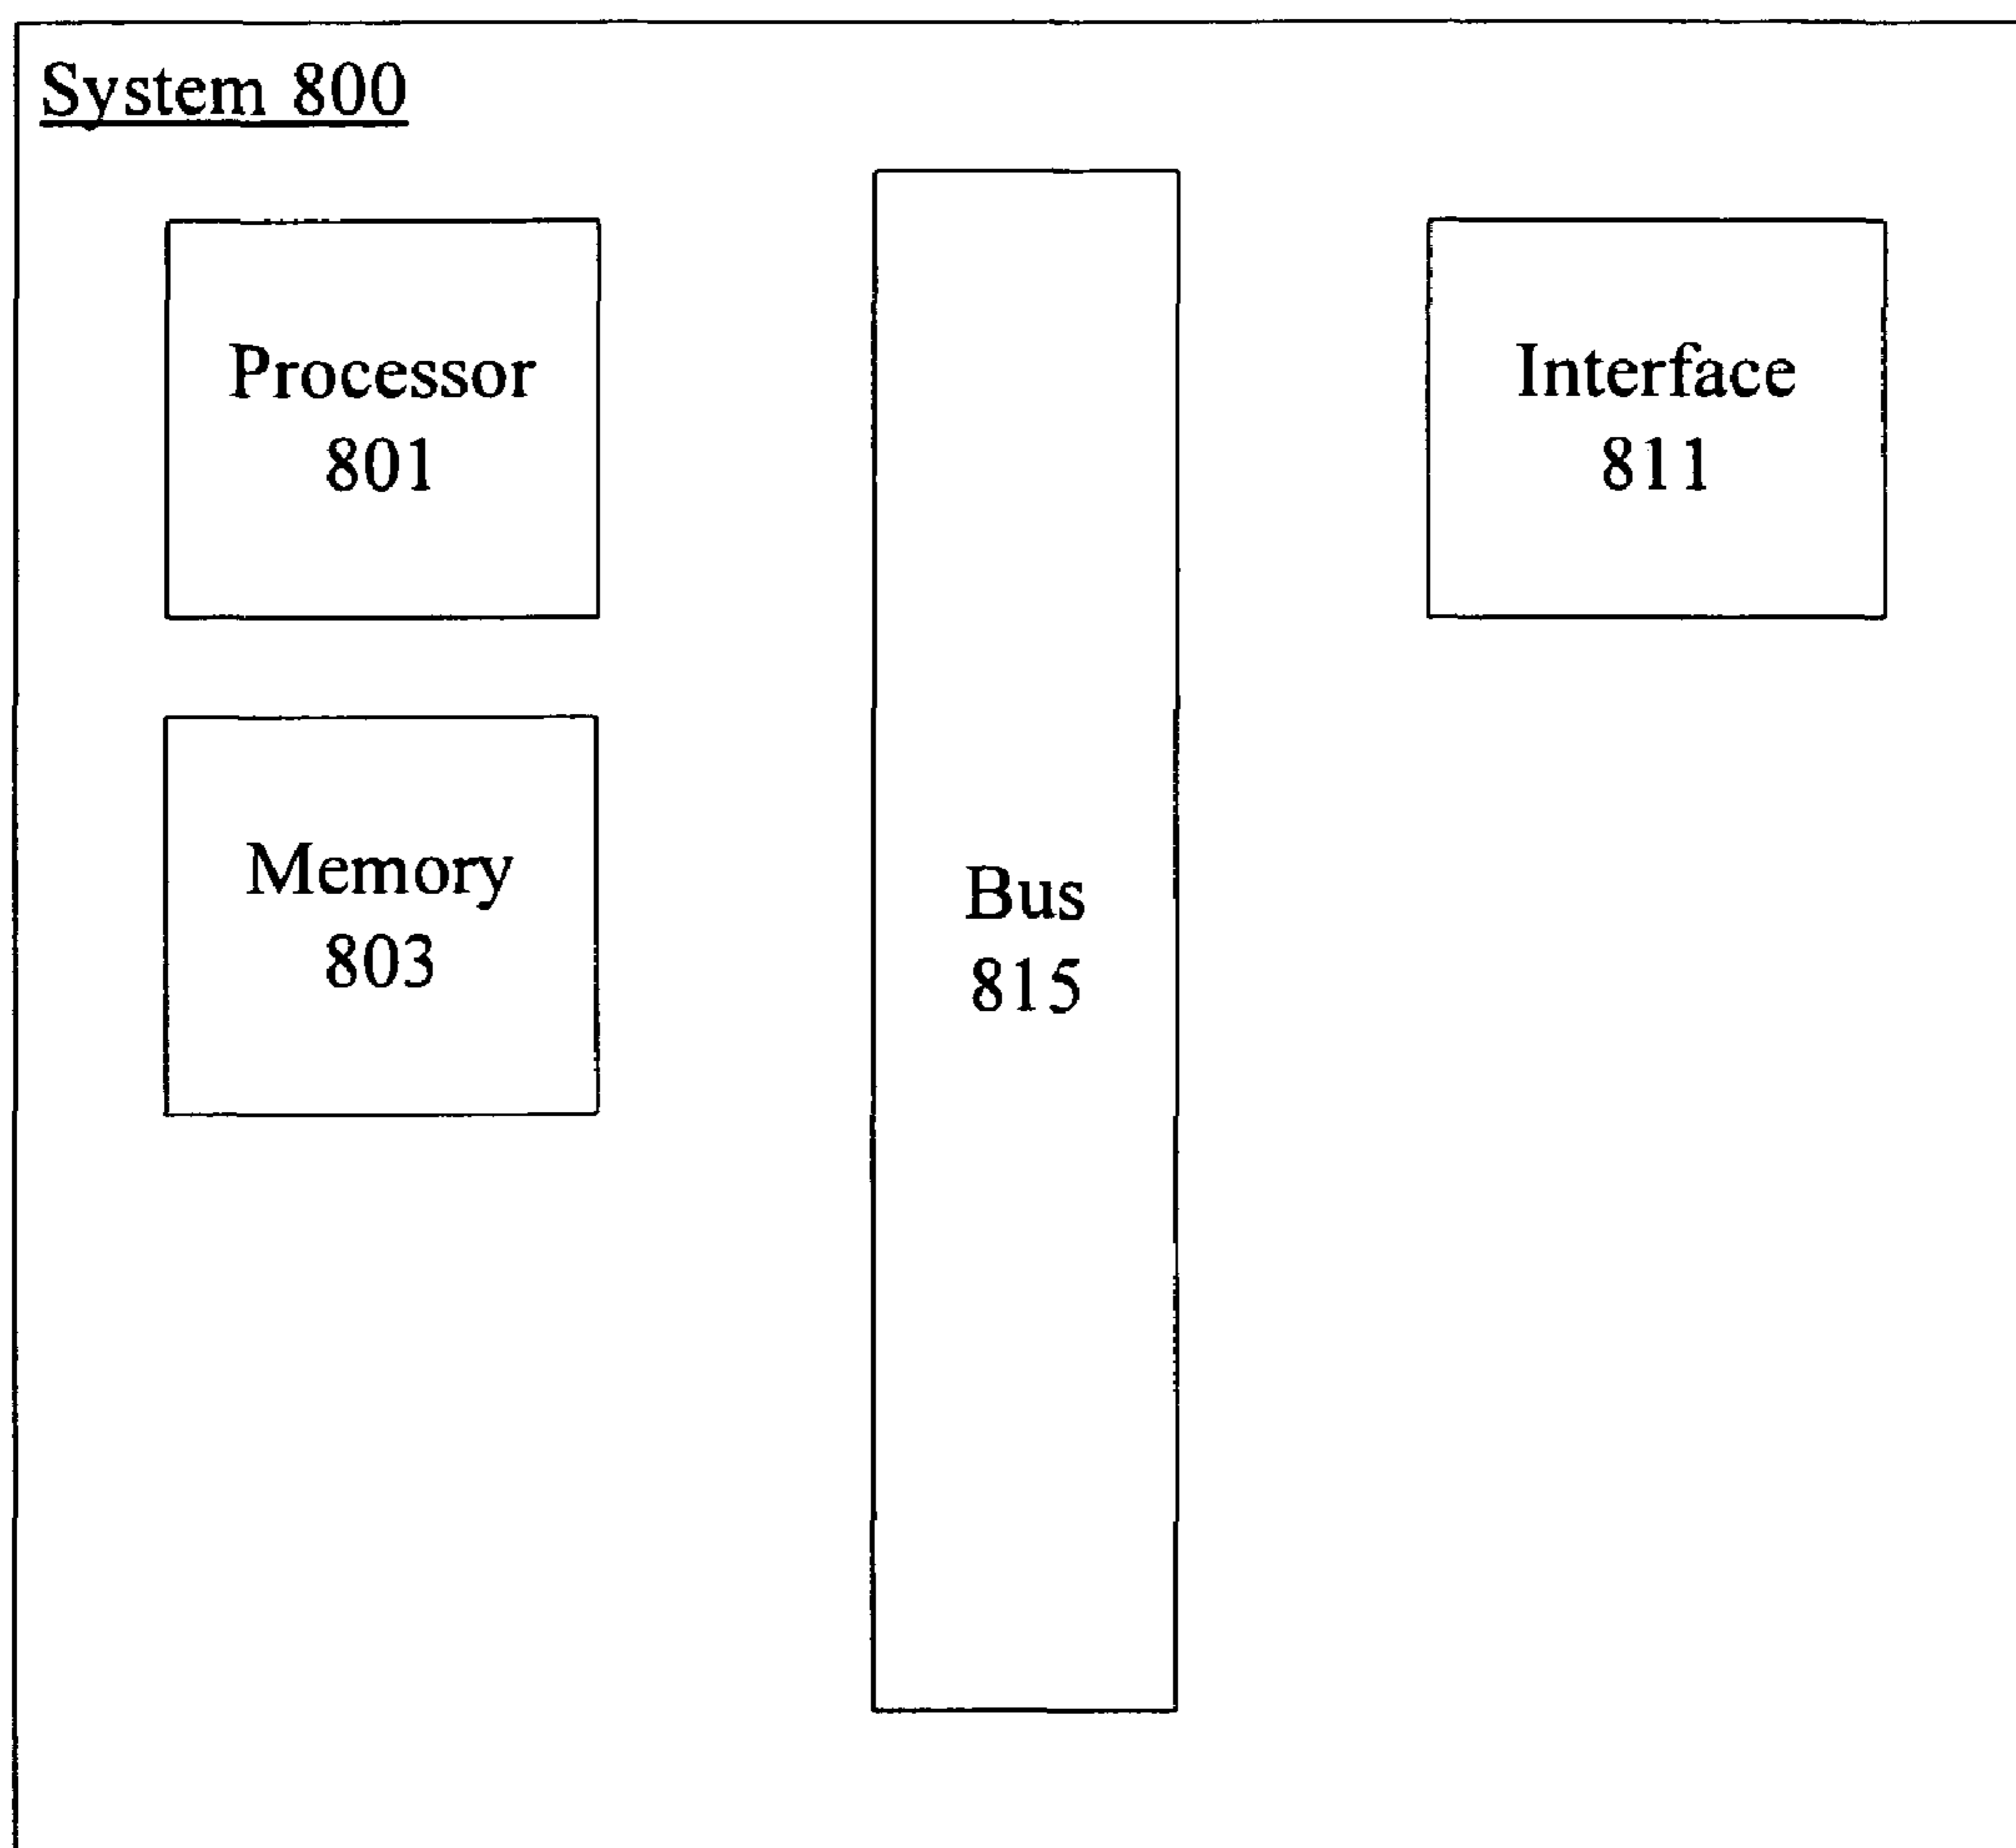 System 800
Processor
801
Interface
811
Memory
803
Bus
815